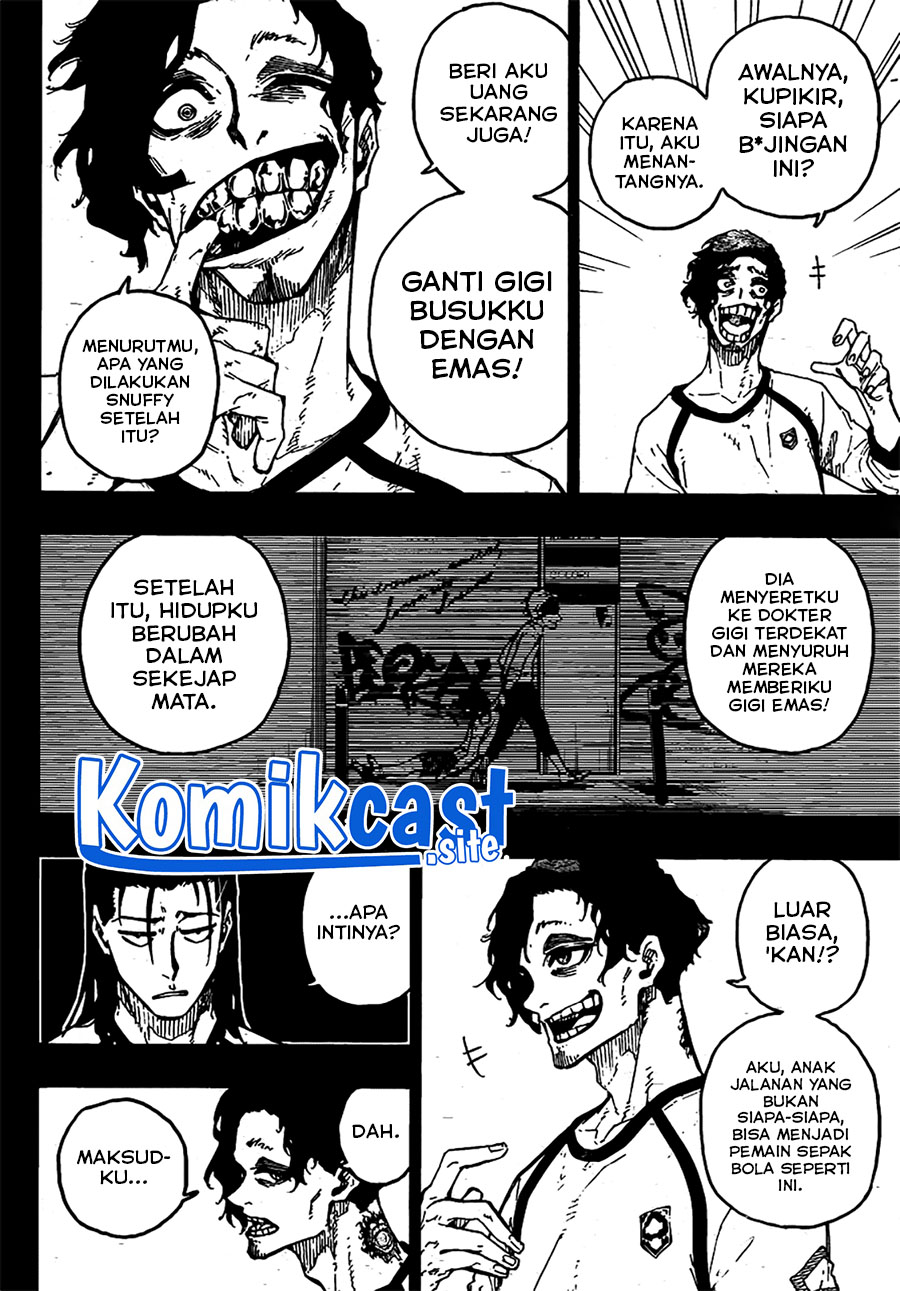 AWALNYA,
KUPIKIR,
SIAPA
B*JINGAN
INI?
KARENA
ITU, AKU
MENAN-
TANGNYA.
BERI AKU
UANG
SEKARANG
JUGA!
GANTI GIGI
BUSUKKU
DENGAN
EMAS!
MENURUTMU,
APA YANG
DILAKUKAN
SNUFFY
SETELAH
ITU?
DIA
MENYERETKU
KE DOKTER
GIGI TERDEKAT
DAN MENYURUH
MEREKA
MEMBERIKU
GIGI EMAS!
SETELAH
ITU, HIDUPKU
BERUBAH
DALAM
SEKEJAP
MATA.
Komikcast
.site
LUAR
BIASA,
'KAN!?
AKU, ANAK
JALANAN YANG
BUKAN
SIAPA-SIAPA,
BISA MENJADI
PEMAIN SEPAK
BOLA SEPERTI
INI.
...APA
INTINYA?
DAH.
MAKSUD-
KU...